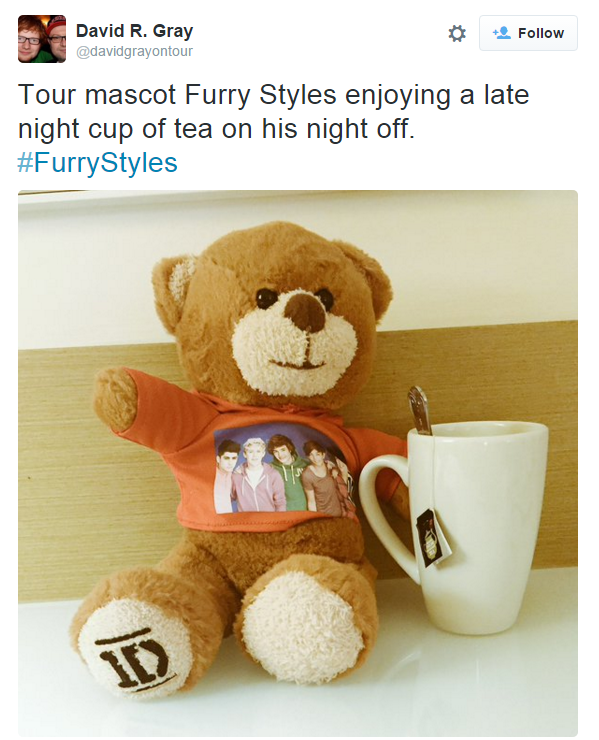 David R. Gray
@davidgrayontour
Follow
Tour mascot Furry Styles enjoying a late
night cup of tea on his night off.
#FurryStyles
1D